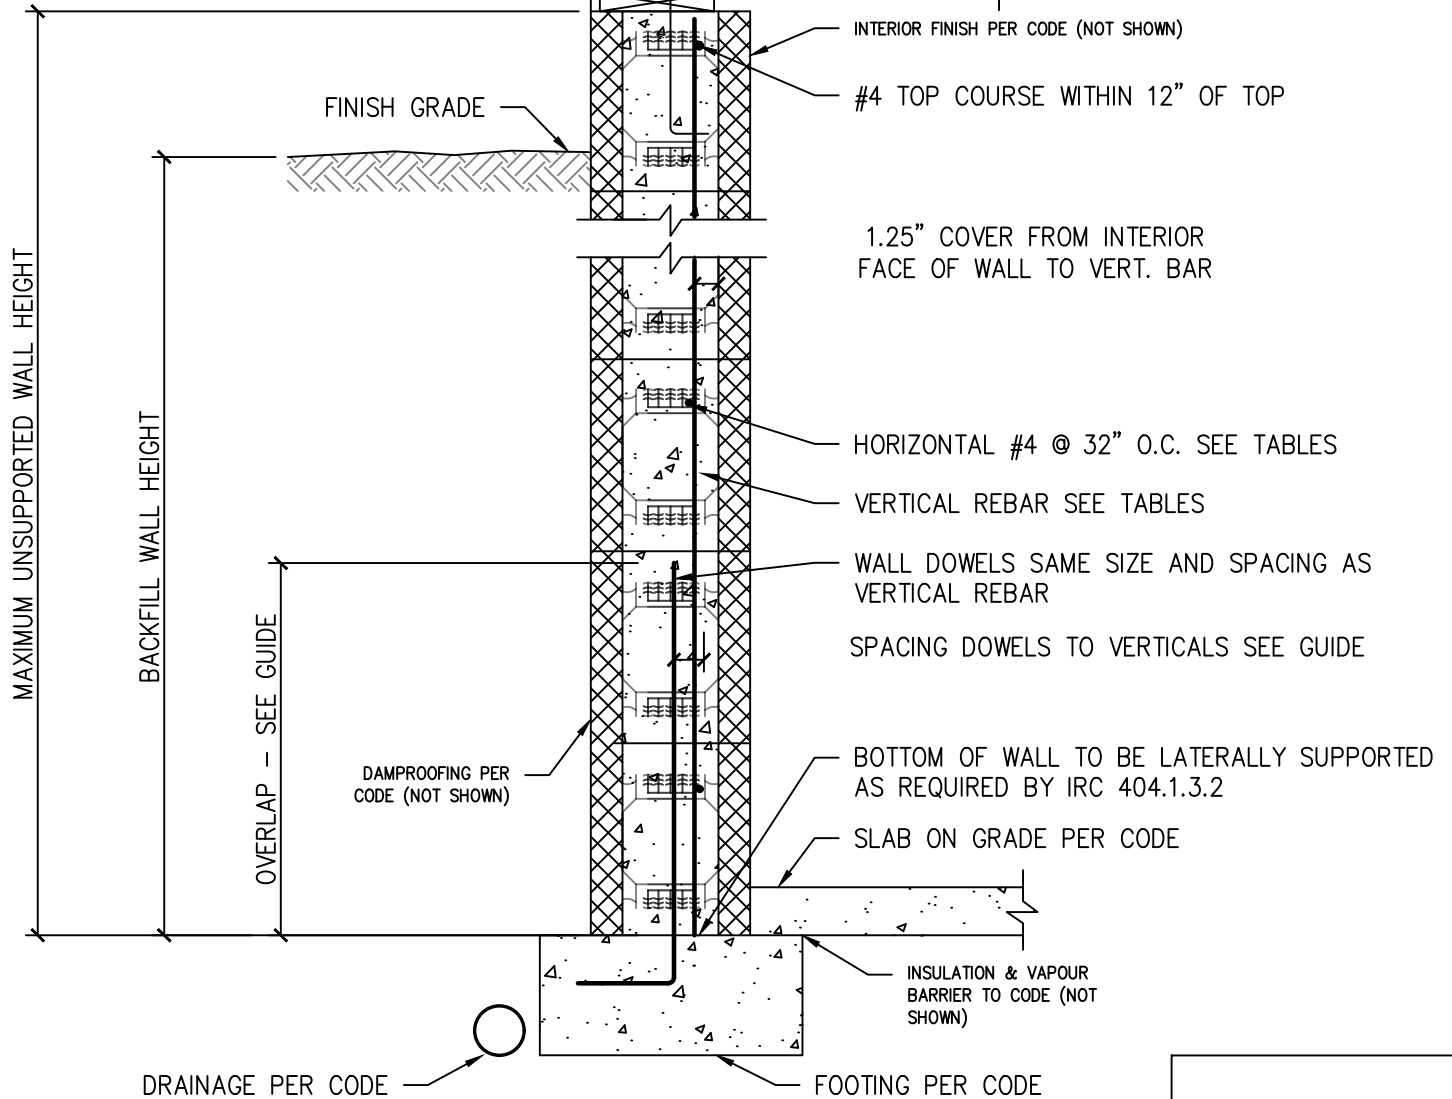 INTERIOR FINISH PER CODE (NOT SHOWN)
#4 TOP COURSE WITHIN 12" OF TOP
FINISH GRADE
1.25" COVER FROM INTERIOR
FACE OF WALL TO VERT. BAR
MAXIMUM UNSUPPORTED WALL HEIGHT
BACKFILL WALL HEIGHT
HORIZONTAL #4 @ 32" O.C. SEE TABLES
VERTICAL REBAR SEE TABLES
WALL DOWELS SAME SIZE AND SPACING AS
VERTICAL REBAR
OVERLAP - SEE GUIDE
SPACING DOWELS TO VERTICALS SEE GUIDE
DAMPROOFING PER
CODE (NOT SHOWN)
BOTTOM OF WALL TO BE LATERALLY SUPPORTED
AS REQUIRED BY IRC 404.1.3.2
SLAB ON GRADE PER CODE
INSULATION & VAPOUR
BARRIER TO CODE (NOT
SHOWN)
DRAINAGE PER CODE
FOOTING PER CODE